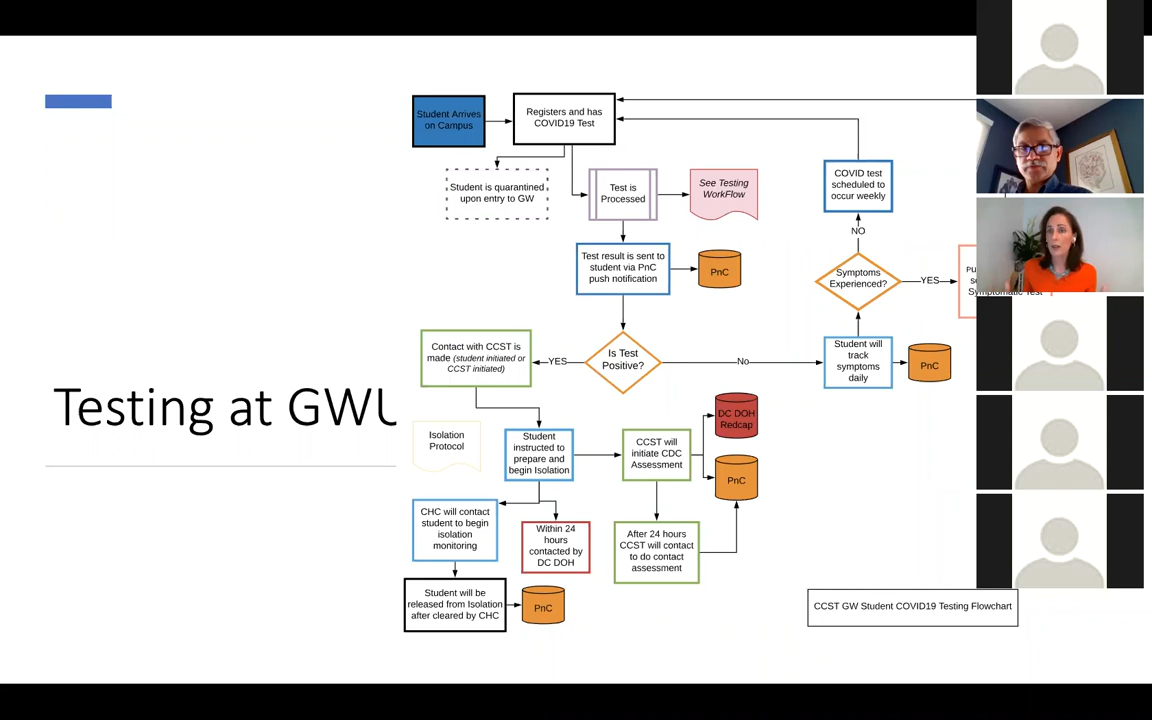 Student Arrives
on Campus
Registers and has
COVID19 Test
Student is quarantined
upon entry to GW
Test is
Processed
See Testing
WorkFlow
COVID test
scheduled to
occur weekly
NO
Test result is sent to
student via PnC
push notification
PnC
Symptoms
Experienced?
YES
Symptomatic Test
Contact with CCST is
made (student initiated or
CCST initiated)
YES
Is Test
Positive?
No
Student will
track
symptoms
daily
PnC
Testing at GWU
Isolation
Protocol
Student
instructed to
prepare and
begin Isolation
CCST will
initiate CDC
Assessment
DC DOH
Redcap
PnC
CHC will contact
student to begin
isolation
monitoring
Within 24
hours
contacted by
DC DOH
After 24 hours
CCST will contact
to do contact
assessment
Student will be
released from Isolation
after cleared by CHC
PnC
CCST GW Student COVID19 Testing Flowchart